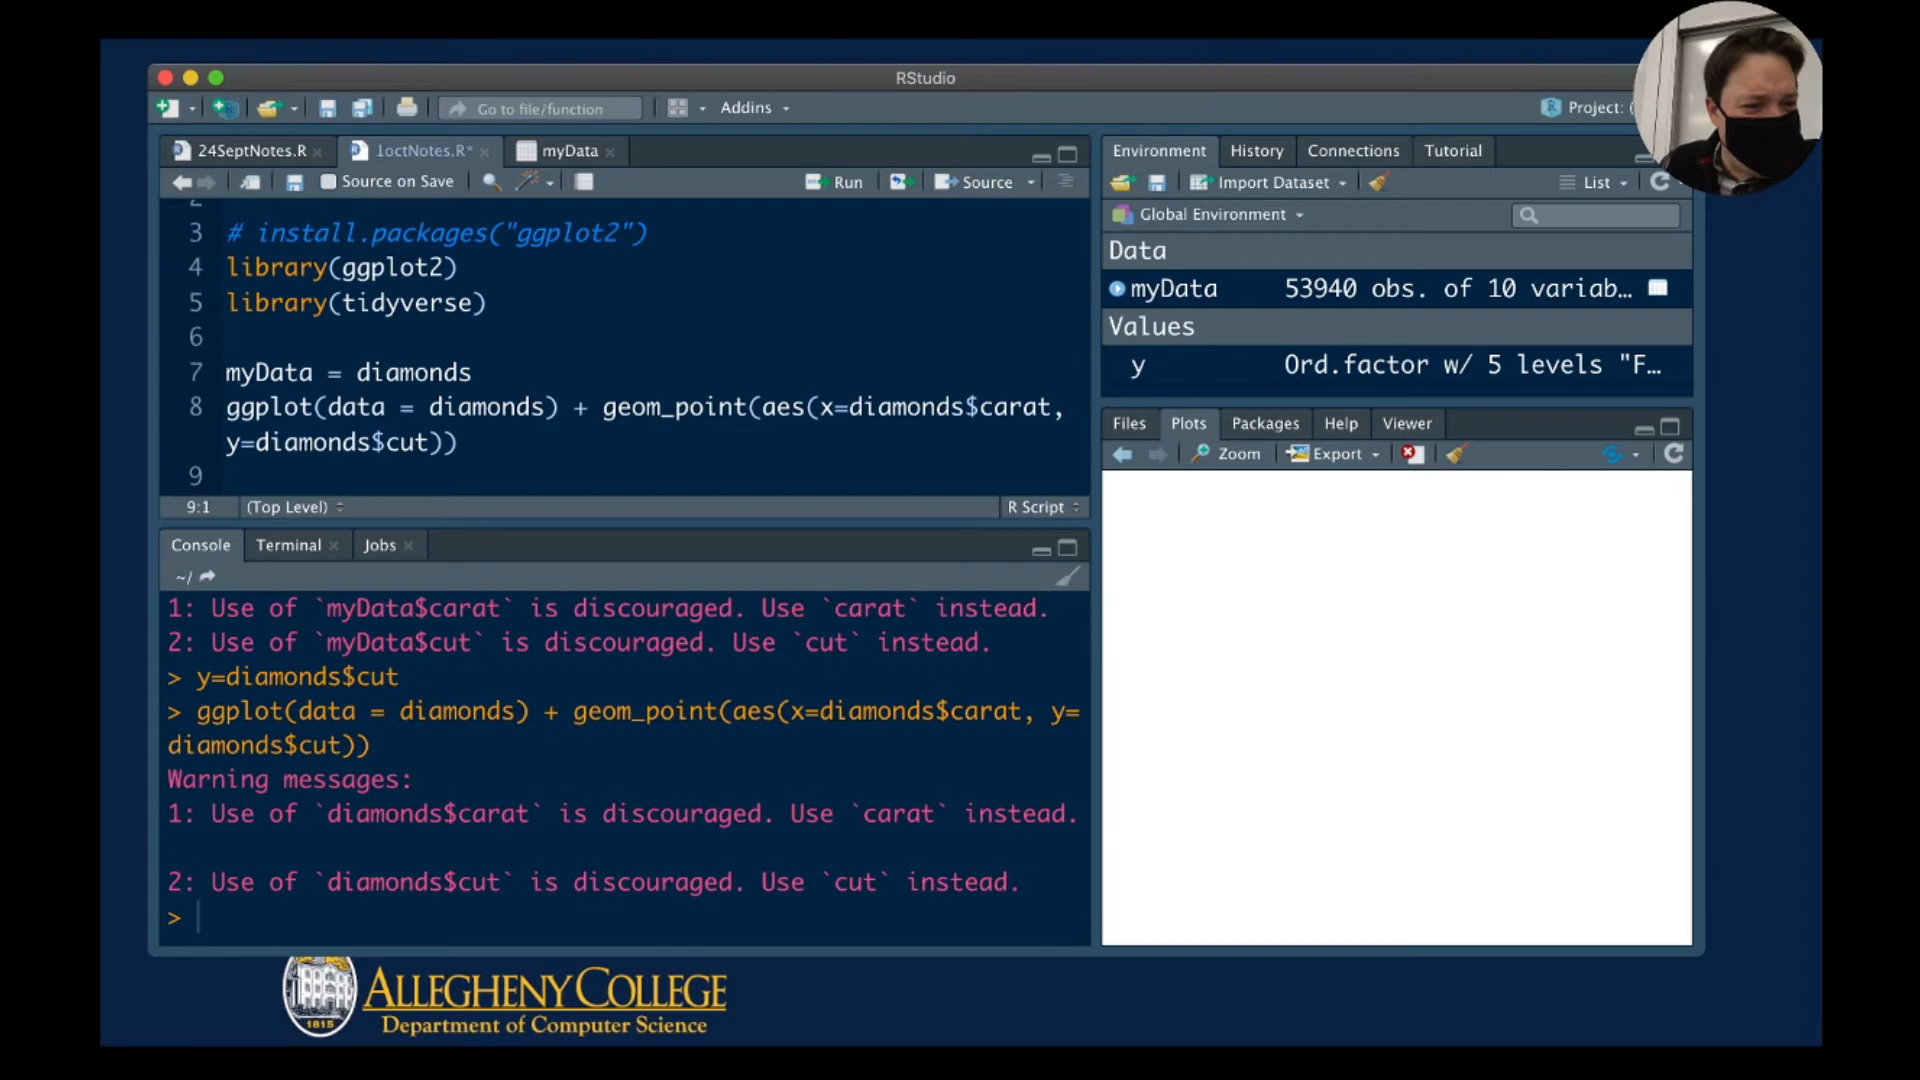 RStudio
Go to file/function
Addins
Project: (
24SeptNotes.R
1octNotes.R*
myData
Source on Save
Run
Source
3 # install.packages("ggplot2")
4 library(ggplot2)
5 library(tidyverse)
6
7 myData = diamonds
8 ggplot(data = diamonds) + geom_point(aes(x=diamonds$carat,
y=diamonds$cut))
9
9:1
(Top Level)
R Script
Console
Terminal
Jobs
~/
1: Use of `myData$carat` is discouraged. Use `carat` instead.
2: Use of `myData$cut` is discouraged. Use `cut` instead.
> y=diamonds$cut
> ggplot(data = diamonds) + geom_point(aes(x=diamonds$carat, y=
diamonds$cut))
Warning messages:
1: Use of `diamonds$carat` is discouraged. Use `carat` instead.
2: Use of `diamonds$cut` is discouraged. Use `cut` instead.
>
Environment
History
Connections
Tutorial
Import Dataset
List
Global Environment
Data
myData 53940 obs. of 10 variab…
Values
y Ord.factor w/ 5 levels "F…
Files
Plots
Packages
Help
Viewer
Zoom
Export
1815
ALLEGHENY COLLEGE
Department of Computer Science